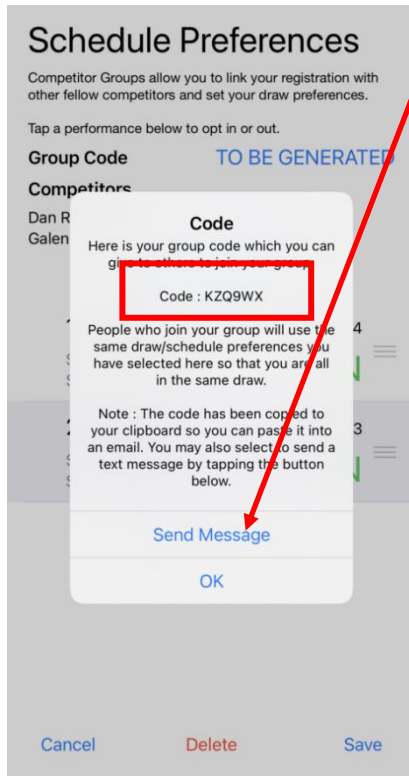 Schedule Preferences
Competitor Groups allow you to link your registration with
other fellow competitors and set your draw preferences.
Tap a performance below to opt in or out.
Group Code TO BE GENERATED
Competitors
Dan R
Galen
Code
Here is your group code which you can
give to others to join your group
Code : KZQ9WX
People who join your group will use the
same draw/schedule preferences you
have selected here so that you are all
in the same draw.
4
N
Note : The code has been copied to
your clipboard so you can paste it into
an email. You may also select to send a
text message by tapping the button
below.
3
N
Send Message
OK
Cancel Delete Save